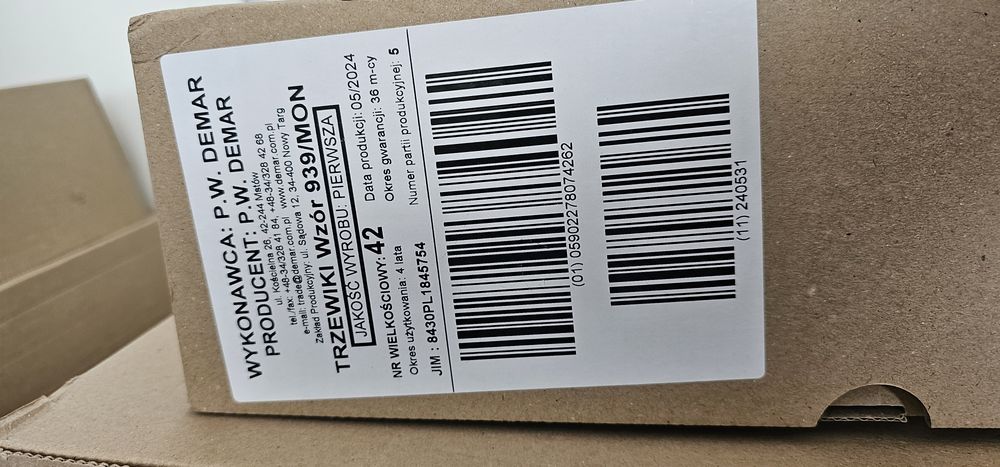 WYKONAWCA: P.W. DEMAR
PRODUCENT: P.W. DEMAR
ul. Kościelna 26, 42-244 Mstów
tel./fax: +48-34/328 41 84, +48-34/328 42 68
e-mail: trade@demar.com.pl www.demar.com.pl
Zakład Produkcyjny: ul. Sądowa 12, 34-400 Nowy Targ
TRZEWIKI Wzór 939/MON
JAKOŚĆ WYROBU: PIERWSZA
NR WIELKOŚCIOWY: 42 Data produkcji: 05/2024
Okres użytkowania: 4 lata Okres gwarancji: 36 m-cy
JIM : 8430PL1845754 Numer partii produkcyjnej: 5
(01) 05902278074262
(11) 240531